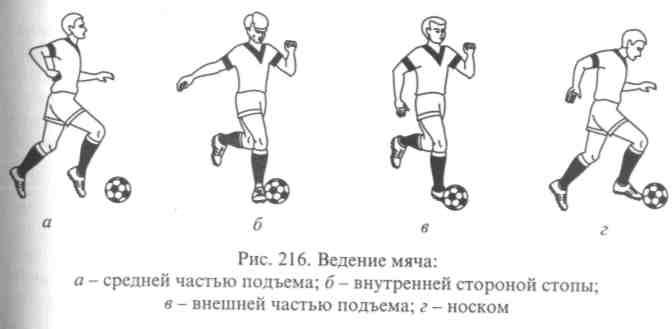 а б в г
Рис. 216. Ведение мяча:
а – средней частью подъема; б – внутренней стороной стопы;
в – внешней частью подъема; г – носком